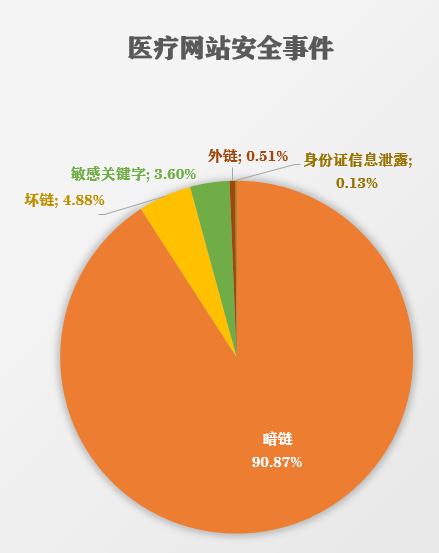 医疗网站安全事件
外链; 0.51%
身份证信息泄露;
0.13%
敏感关键字; 3.60%
坏链; 4.88%
暗链
90.87%